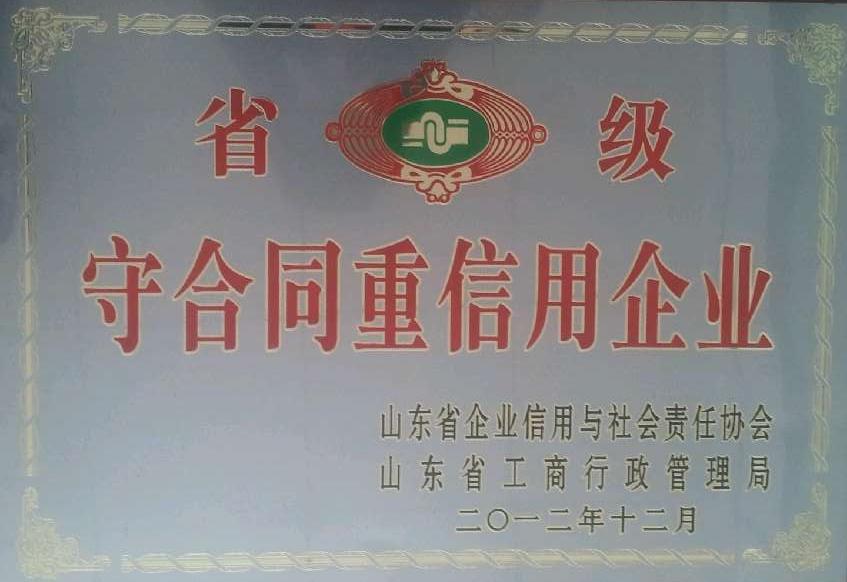 省 级
守合同重信用企业
山东省企业信用与社会责任协会
山东省工商行政管理局
二〇一二年十二月